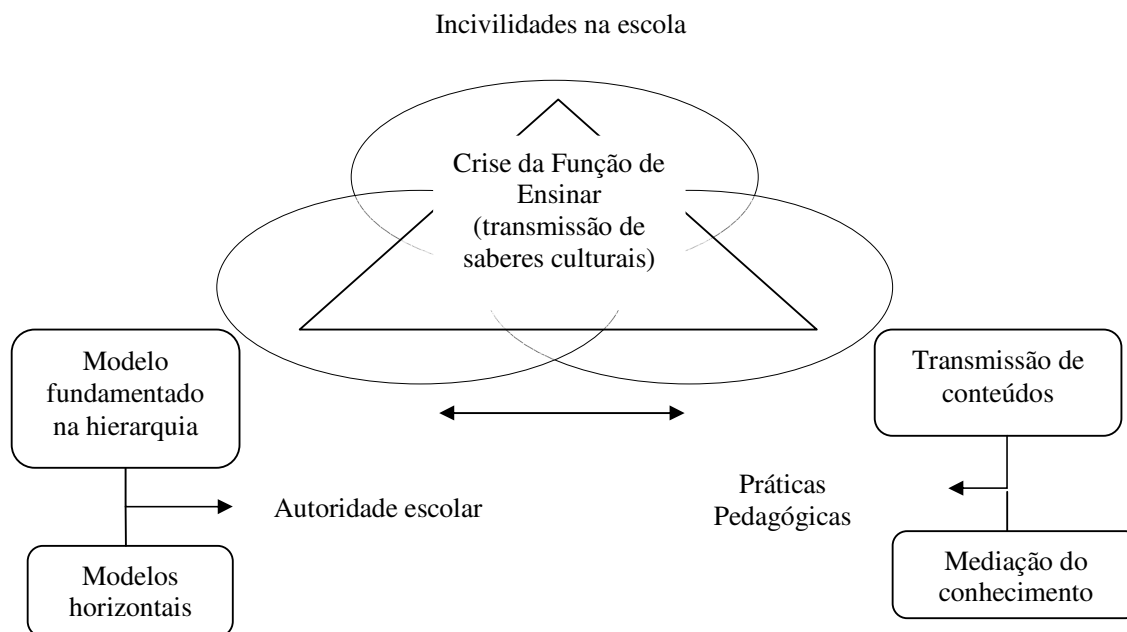 Incivilidades na escola
Crise da Função de
Ensinar
(transmissão de
saberes culturais)
Modelo
fundamentado
na hierarquia
Transmissão de
conteúdos
Autoridade escolar
Práticas
Pedagógicas
Modelos
horizontais
Mediação do
conhecimento